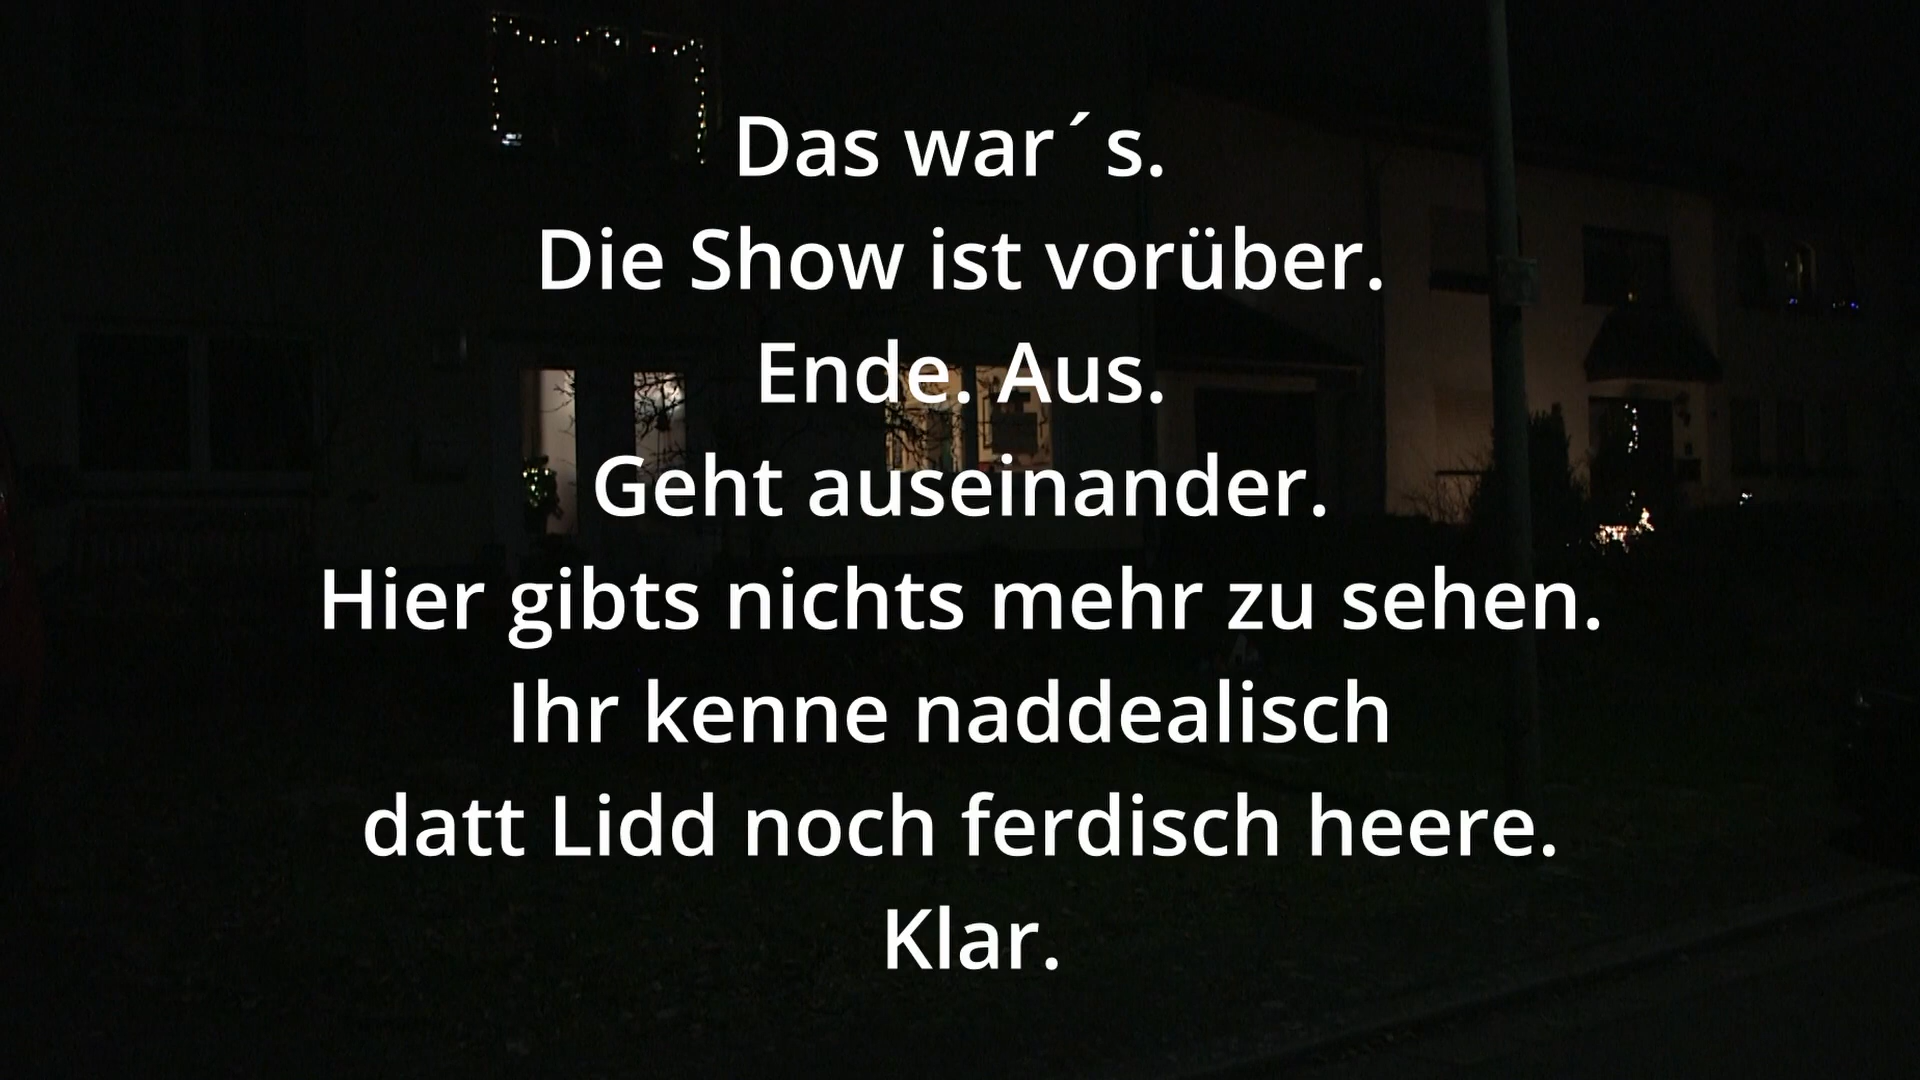 Das war´s.
Die Show ist vorüber.
Ende. Aus.
Geht auseinander.
Hier gibts nichts mehr zu sehen.
Ihr kenne naddealisch
datt Lidd noch ferdisch heere.
Klar.